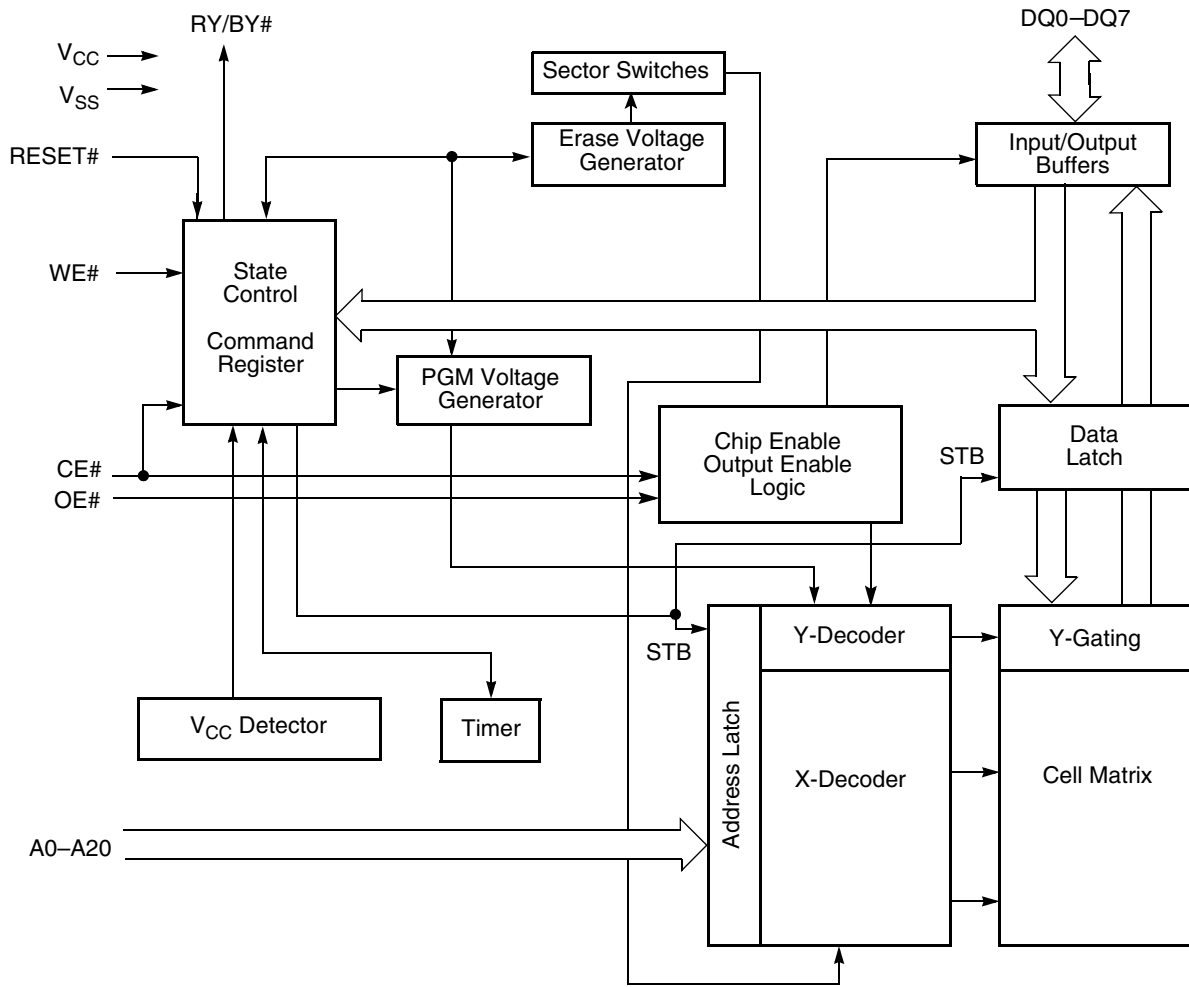 RY/BY#
DQ0–DQ7
VCC
VSS
Sector Switches
RESET#
Erase Voltage
Generator
Input/Output
Buffers
WE#
State
Control
Command
Register
PGM Voltage
Generator
Chip Enable
Output Enable
Logic
STB
Data
Latch
CE#
OE#
STB
Y-Decoder
Y-Gating
VCC Detector
Timer
Address Latch
X-Decoder
Cell Matrix
A0–A20